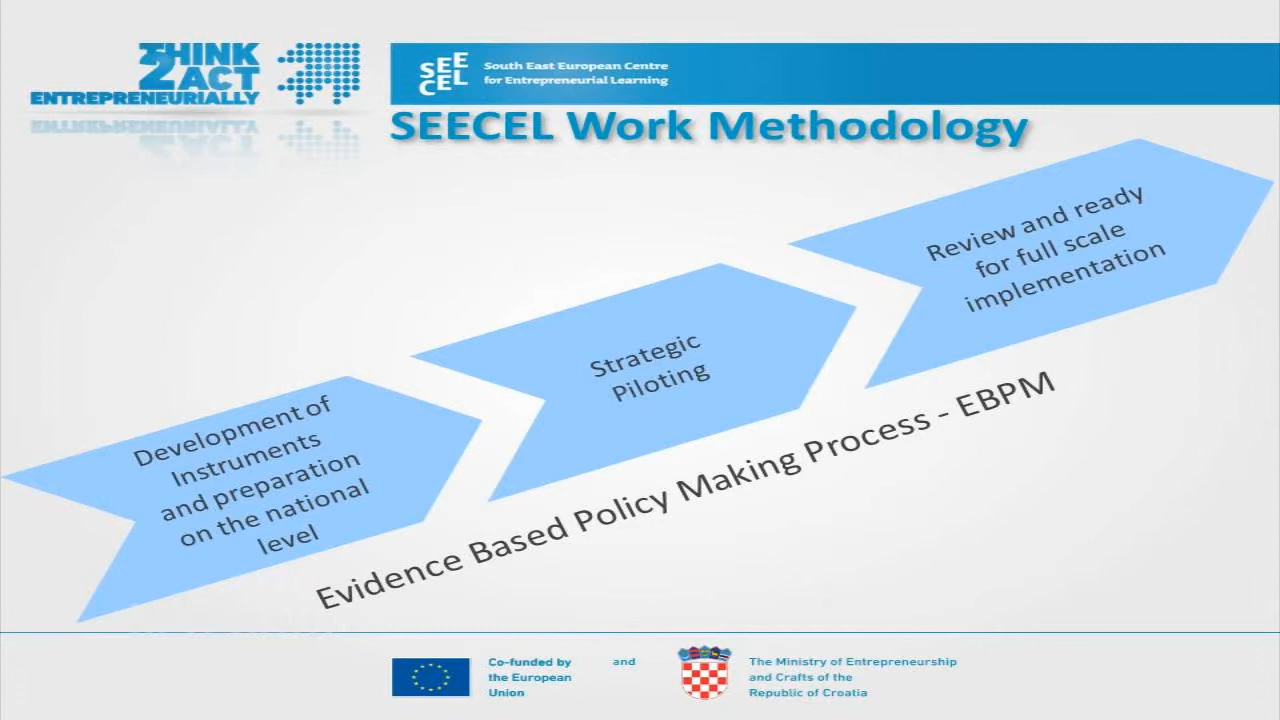 THINK
2ACT
ENTREPRENEURIALLY
SEE
CEL
South East European Centre
for Entrepreneurial Learning
SEECEL Work Methodology
Development of
Instruments
and preparation
on the national
level
Strategic
Piloting
Review and ready
for full scale
implementation
Evidence Based Policy Making Process - EBPM
Co-funded by
the European
Union
and
The Ministry of Entrepreneurship
and Crafts of the
Republic of Croatia